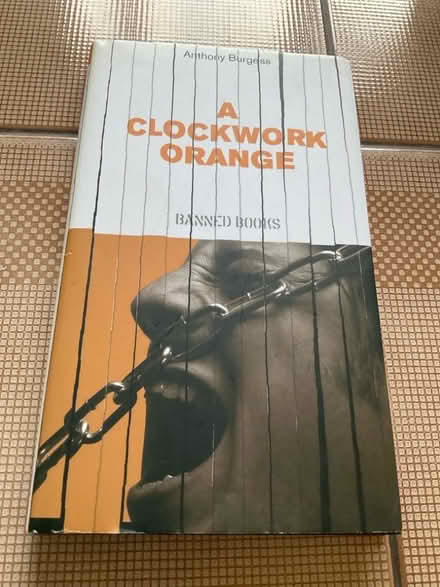 Anthony Burgess
A
CLOCKWORK
ORANGE
BANNED BOOKS